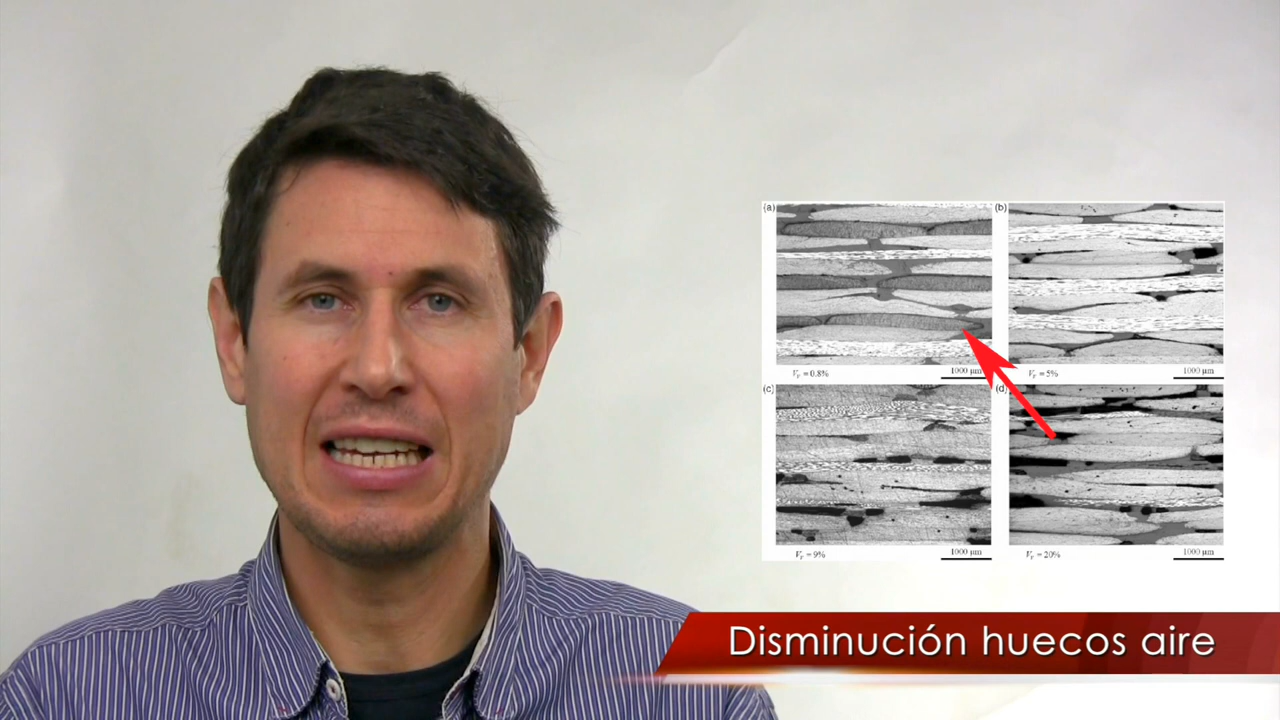 (a)
(b)
V_F = 0.8%
1000 µm
V_F = 5%
1000 µm
(c)
(d)
V_F = 9%
1000 µm
V_F = 20%
1000 µm
Disminución huecos aire